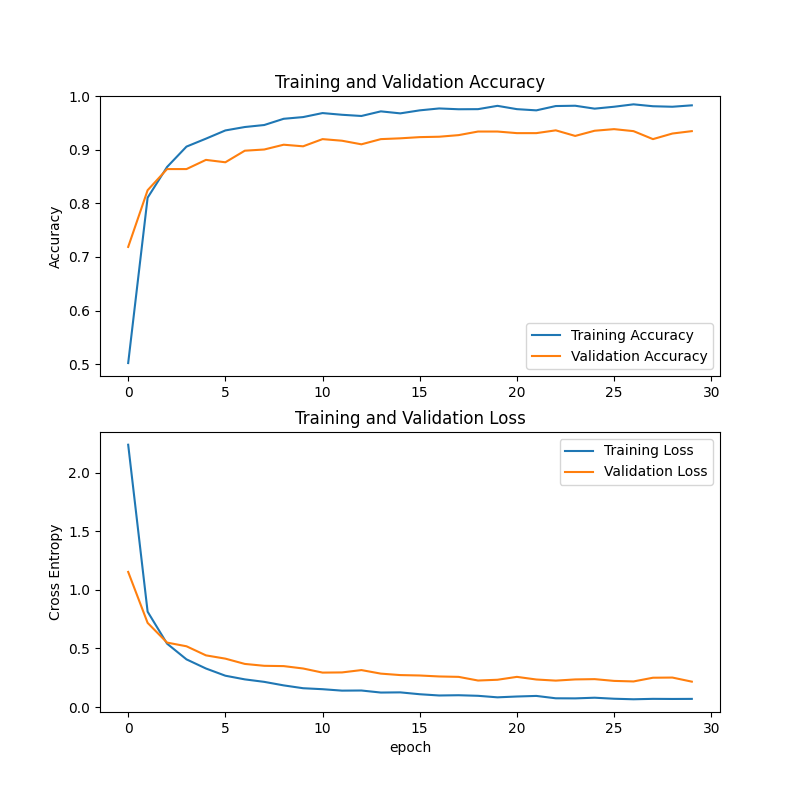 Training and Validation Accuracy
1.0
0.9
0.8
0.7
0.6
0.5
Accuracy
Training Accuracy
Validation Accuracy
0 5 10 15 20 25 30
Training and Validation Loss
2.0
1.5
1.0
0.5
0.0
Cross Entropy
Training Loss
Validation Loss
0 5 10 15 20 25 30
epoch